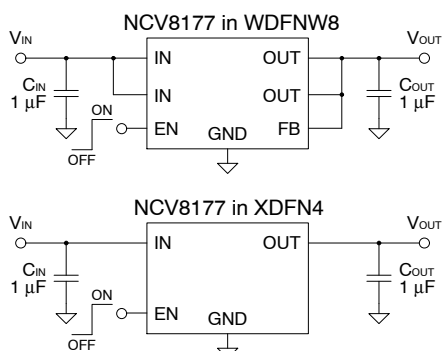 NCV8177 in WDFNW8
VIN
IN
OUT
VOUT
CIN
1 μF
IN
OUT
COUT
1 μF
ON
OFF
EN
GND
FB
NCV8177 in XDFN4
VIN
IN
OUT
VOUT
CIN
1 μF
COUT
1 μF
ON
OFF
EN
GND